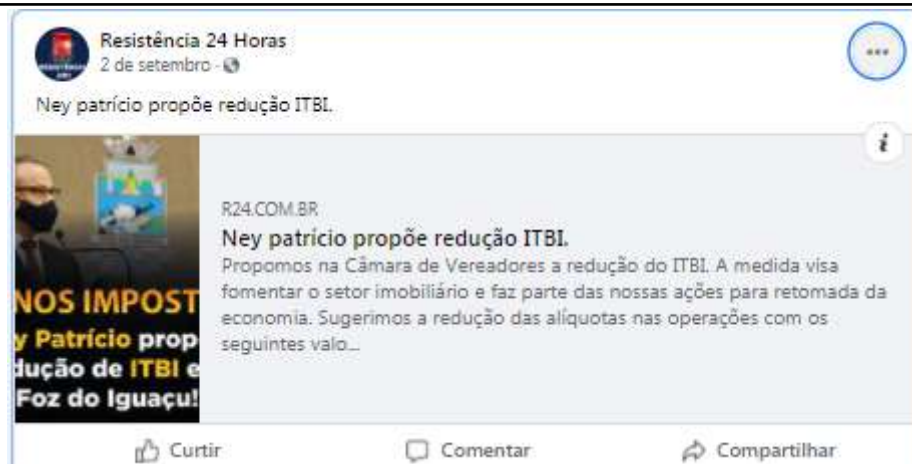 Resistência 24 Horas
2 de setembro ·
Ney patrício propõe redução ITBI.
NOS IMPOST
y Patrício prop
dução de ITBI e
Foz do Iguaçu!
R24.COM.BR
Ney patrício propõe redução ITBI.
Propomos na Câmara de Vereadores a redução do ITBI. A medida visa
fomentar o setor imobiliário e faz parte das nossas ações para retomada da
economia. Sugerimos a redução das alíquotas nas operações com os
seguintes valo...
Curtir
Comentar
Compartilhar